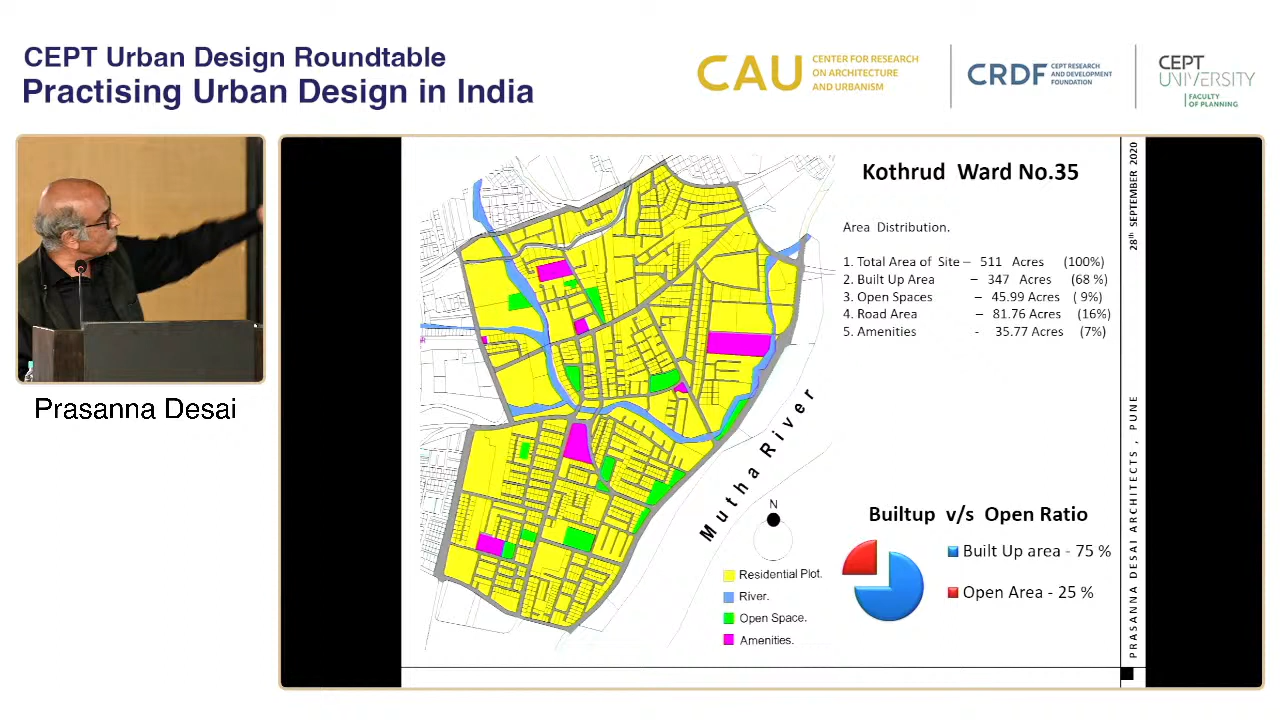 CEPT Urban Design Roundtable
Practising Urban Design in India
CAU
CENTER FOR RESEARCH
ON ARCHITECTURE
AND URBANISM
CRDF
CEPT RESEARCH
AND DEVELOPMENT
FOUNDATION
CEPT
UNIVERSITY
FACULTY
OF PLANNING
Prasanna Desai
Kothrud Ward No.35
Area Distribution.
1. Total Area of Site – 511 Acres (100%)
2. Built Up Area – 347 Acres (68 %)
3. Open Spaces – 45.99 Acres ( 9%)
4. Road Area – 81.76 Acres (16%)
5. Amenities - 35.77 Acres (7%)
Mutha River
N
Residential Plot.
River.
Open Space.
Amenities.
Builtup v/s Open Ratio
Built Up area - 75 %
Open Area - 25 %
28th SEPTEMBER 2020
PRASANNA DESAI ARCHITECTS, PUNE